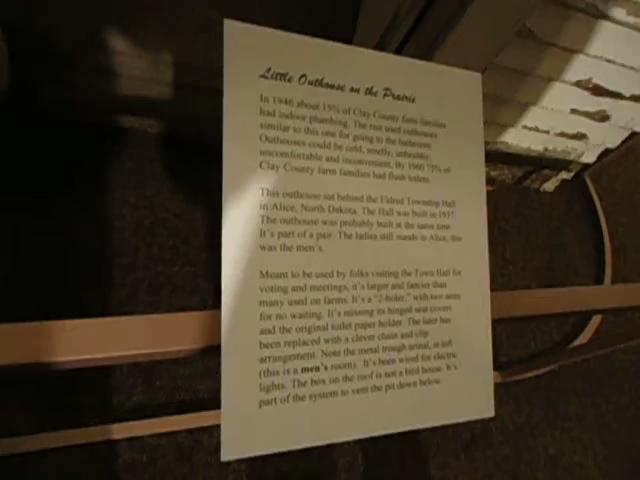 Little Outhouse on the Prairie
In 1946 about 15% of Clay County farm families
had indoor plumbing. The rest used outhouses
similar to this one for going to the bathroom.
Outhouses could be cold, smelly, unhealthy,
uncomfortable and inconvenient. By 1960 75% of
Clay County farm families had flush toilets.
This outhouse sat behind the Eldred Township Hall
in Alice, North Dakota. The Hall was built in 1937.
The outhouse was probably built at the same time.
It's part of a pair. The ladies still stands in Alice, this
was the men's.
Meant to be used by folks visiting the Town Hall for
voting and meetings, it's larger and fancier than
many used on farms. It's a "2-holer," with two seats
for no waiting. It's missing its hinged seat covers
and the original toilet paper holder. The later has
been replaced with a clever chain and clip
arrangement. Note the metal trough urinal, at left
(this is a men's room). It's been wired for electric
lights. The box on the roof is not a bird house. It's
part of the system to vent the pit down below.